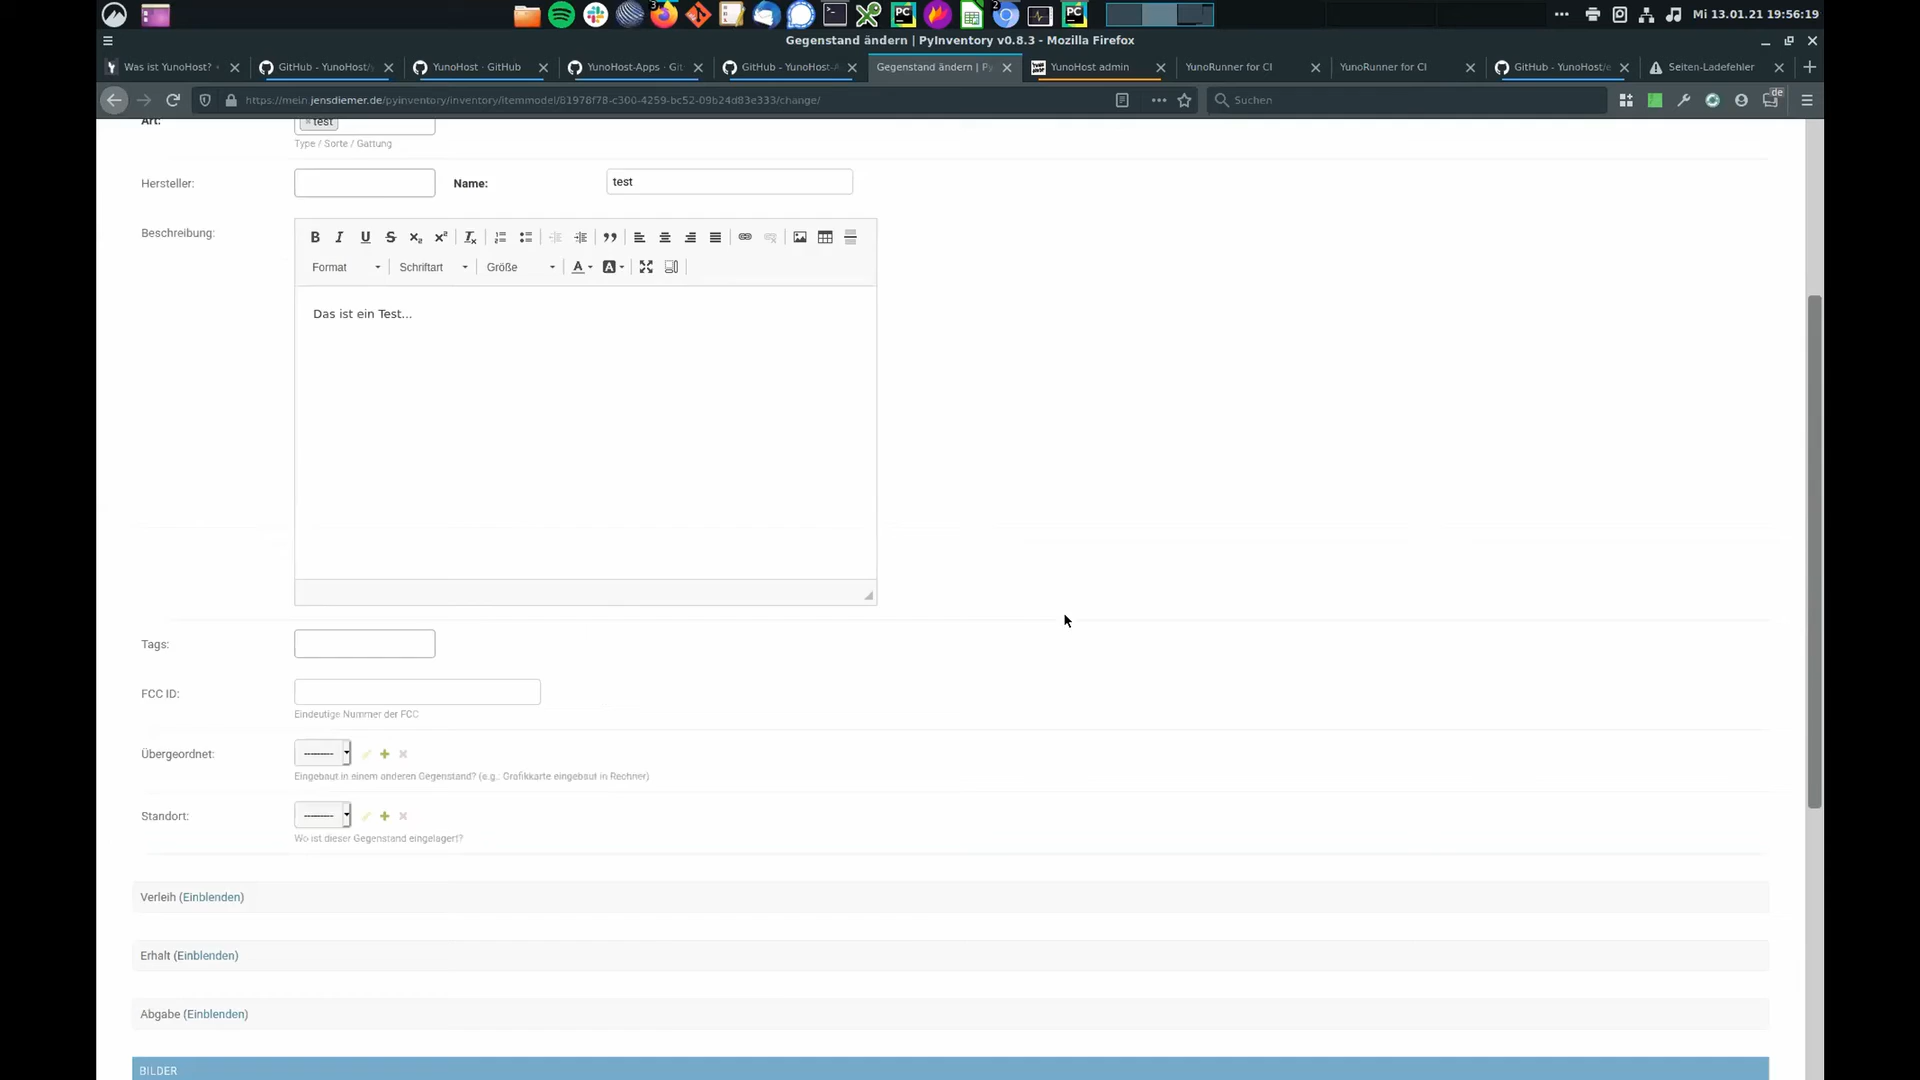 Mi 13.01.21 19:56:19
Gegenstand ändern | PyInventory v0.8.3 - Mozilla Firefox
Was ist YunoHost?
GitHub - YunoHost/
YunoHost · GitHub
YunoHost-Apps · Git
GitHub - YunoHost-A
Gegenstand ändern | Py
YunoHost admin
YunoRunner for CI
YunoRunner for CI
GitHub - YunoHost/e
Seiten-Ladefehler
https://mein.jensdiemer.de/pyinventory/inventory/itemmodel/81978f78-c300-4259-bc52-09b24d83e333/change/
Suchen
de
Art:
×test
Type / Sorte / Gattung
Hersteller:
Name:
test
Beschreibung:
Format
Schriftart
Größe
Das ist ein Test...
Tags:
FCC ID:
Eindeutige Nummer der FCC
Übergeordnet:
---------
Eingebaut in einem anderen Gegenstand? (e.g.: Grafikkarte eingebaut in Rechner)
Standort:
---------
Wo ist dieser Gegenstand eingelagert?
Verleih (Einblenden)
Erhalt (Einblenden)
Abgabe (Einblenden)
BILDER